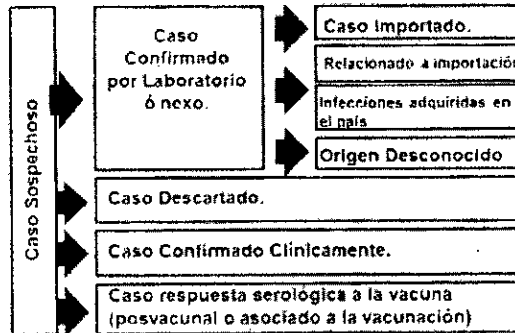 Caso Sospechoso
Caso
Confirmado
por Laboratorio
ó nexo.
Caso Importado.
Relacionado a importación
Infecciones adquiridas en
el país
Origen Desconocido
Caso Descartado.
Caso Confirmado Clínicamente.
Caso respuesta serológica a la vacuna
(posvacunal o asociado a la vacunación)